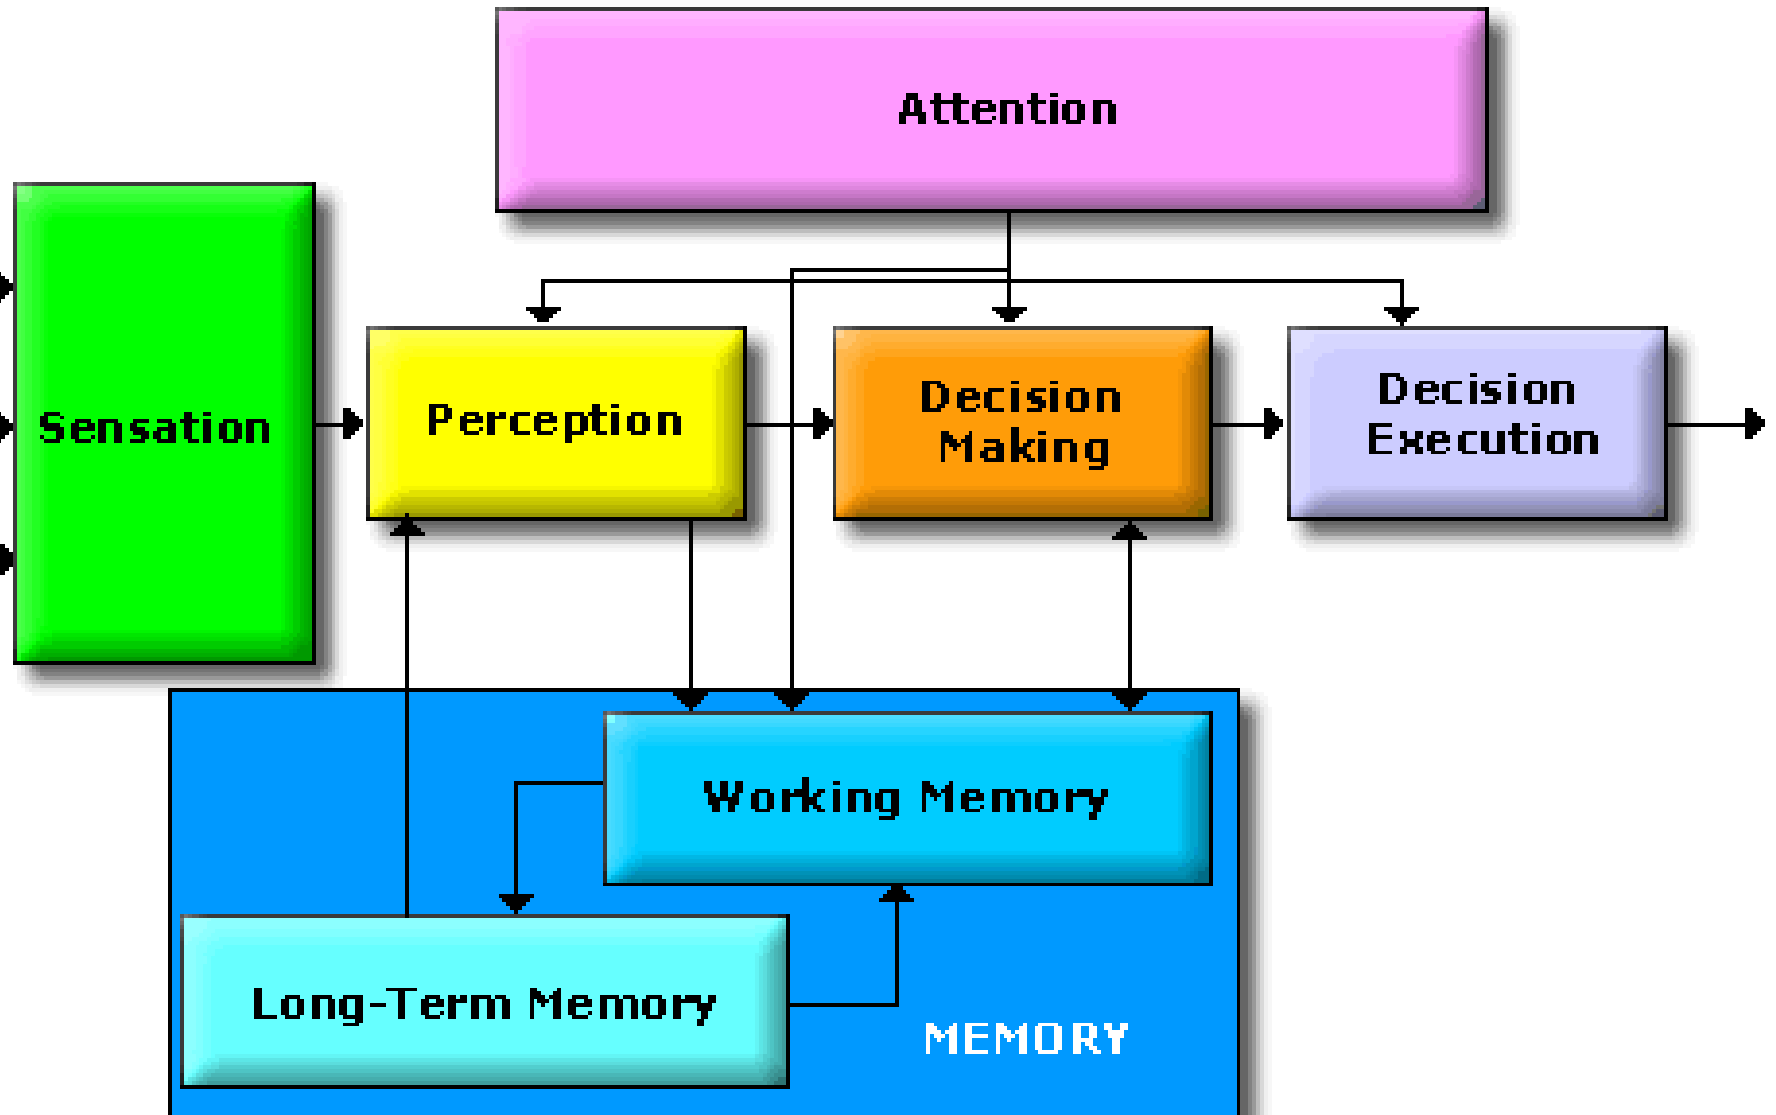 Attention
Sensation
Perception
Decision
Making
Decision
Execution
Working Memory
Long-Term Memory
MEMORY